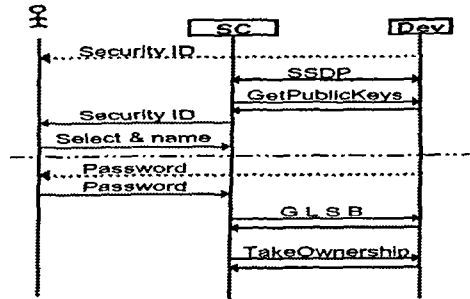 SC Dev
Security ID
SSDP
GetPublicKeys
Security ID
Select & name
Password
Password
G L S B
TakeOwnership